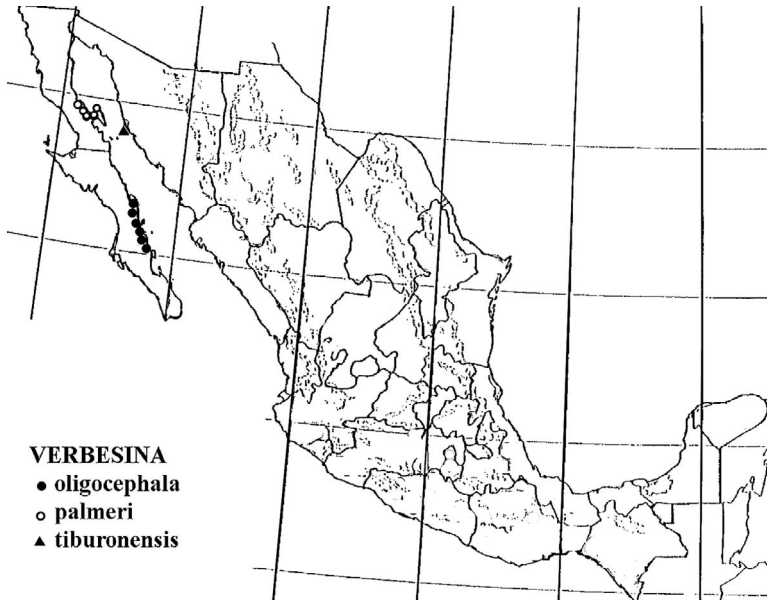 VERBESINA
● oligocephala
○ palmeri
▲ tiburonensis